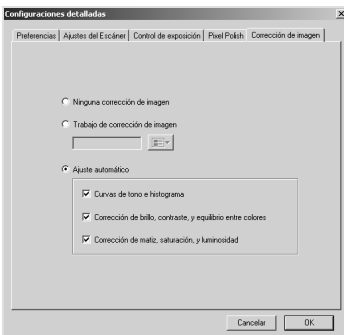 Configuraciones detalladas
Preferencias Ajustes del Escáner Control de exposición Pixel Polish Corrección de imagen
Ninguna corrección de imagen
Trabajo de corrección de imagen
Ajuste automático
Curvas de tono e histograma
Corrección de brillo, contraste, y equilibrio entre colores
Corrección de matiz, saturación, y luminosidad
Cancelar OK